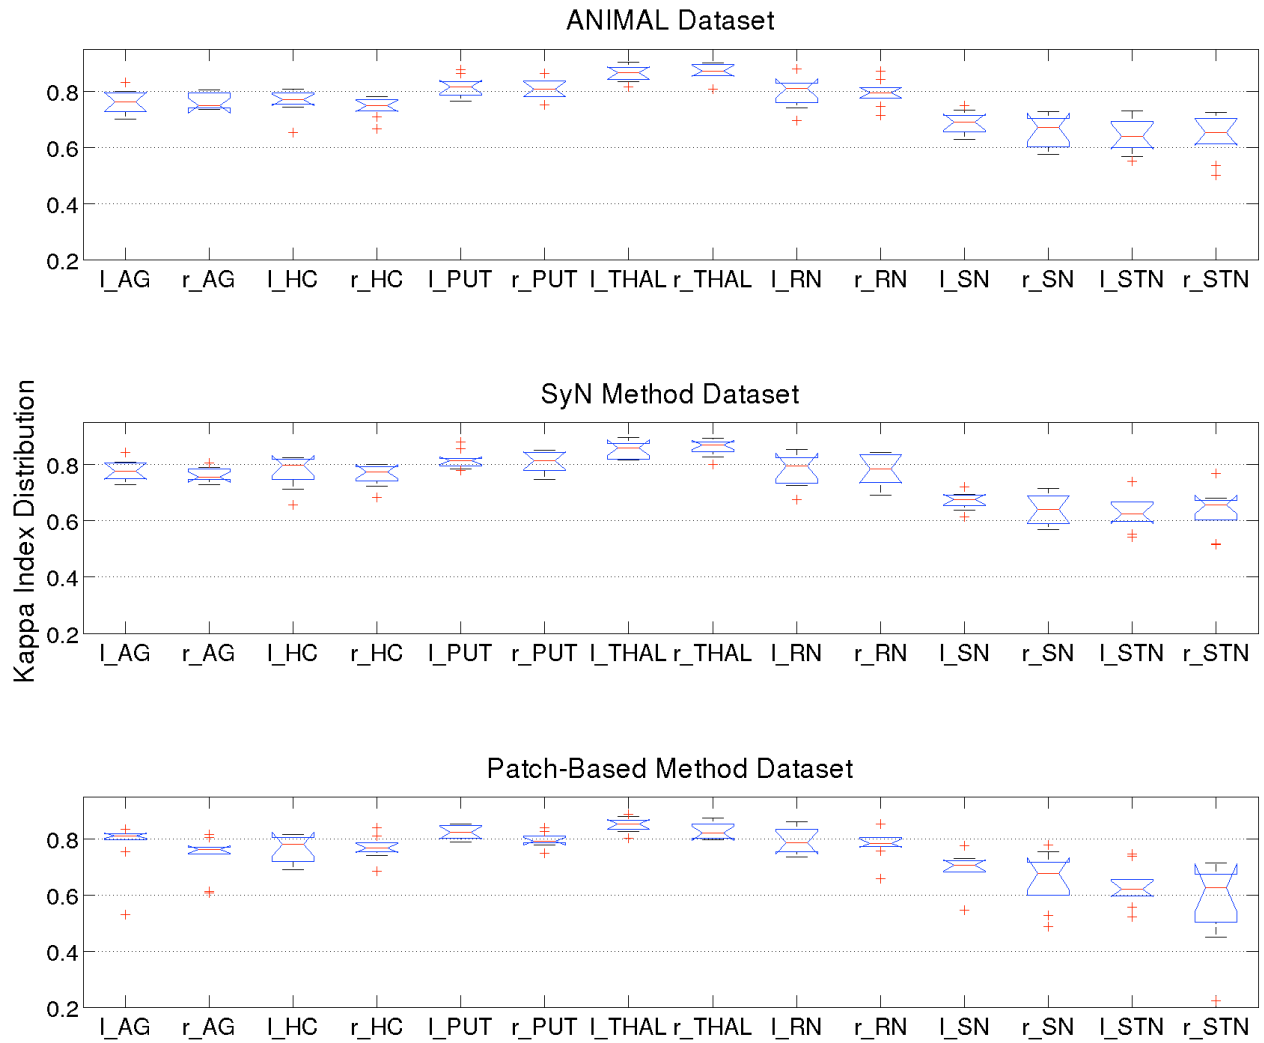 ANIMAL Dataset
0.8
0.6
0.4
0.2
l_AG r_AG l_HC r_HC l_PUT r_PUT l_THAL r_THAL l_RN r_RN l_SN r_SN l_STN r_STN
Kappa Index Distribution
SyN Method Dataset
0.8
0.6
0.4
0.2
l_AG r_AG l_HC r_HC l_PUT r_PUT l_THAL r_THAL l_RN r_RN l_SN r_SN l_STN r_STN
Patch-Based Method Dataset
0.8
0.6
0.4
0.2
l_AG r_AG l_HC r_HC l_PUT r_PUT l_THAL r_THAL l_RN r_RN l_SN r_SN l_STN r_STN